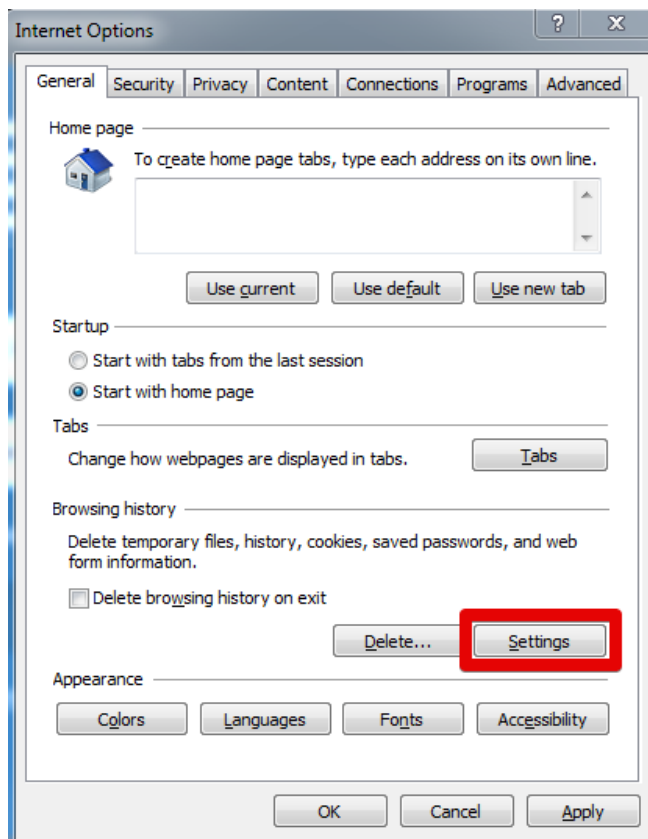 Internet Options
? X
General Security Privacy Content Connections Programs Advanced
Home page
To create home page tabs, type each address on its own line.
Use current Use default Use new tab
Startup
Start with tabs from the last session
Start with home page
Tabs
Change how webpages are displayed in tabs. Tabs
Browsing history
Delete temporary files, history, cookies, saved passwords, and web
form information.
Delete browsing history on exit
Delete... Settings
Appearance
Colors Languages Fonts Accessibility
OK Cancel Apply